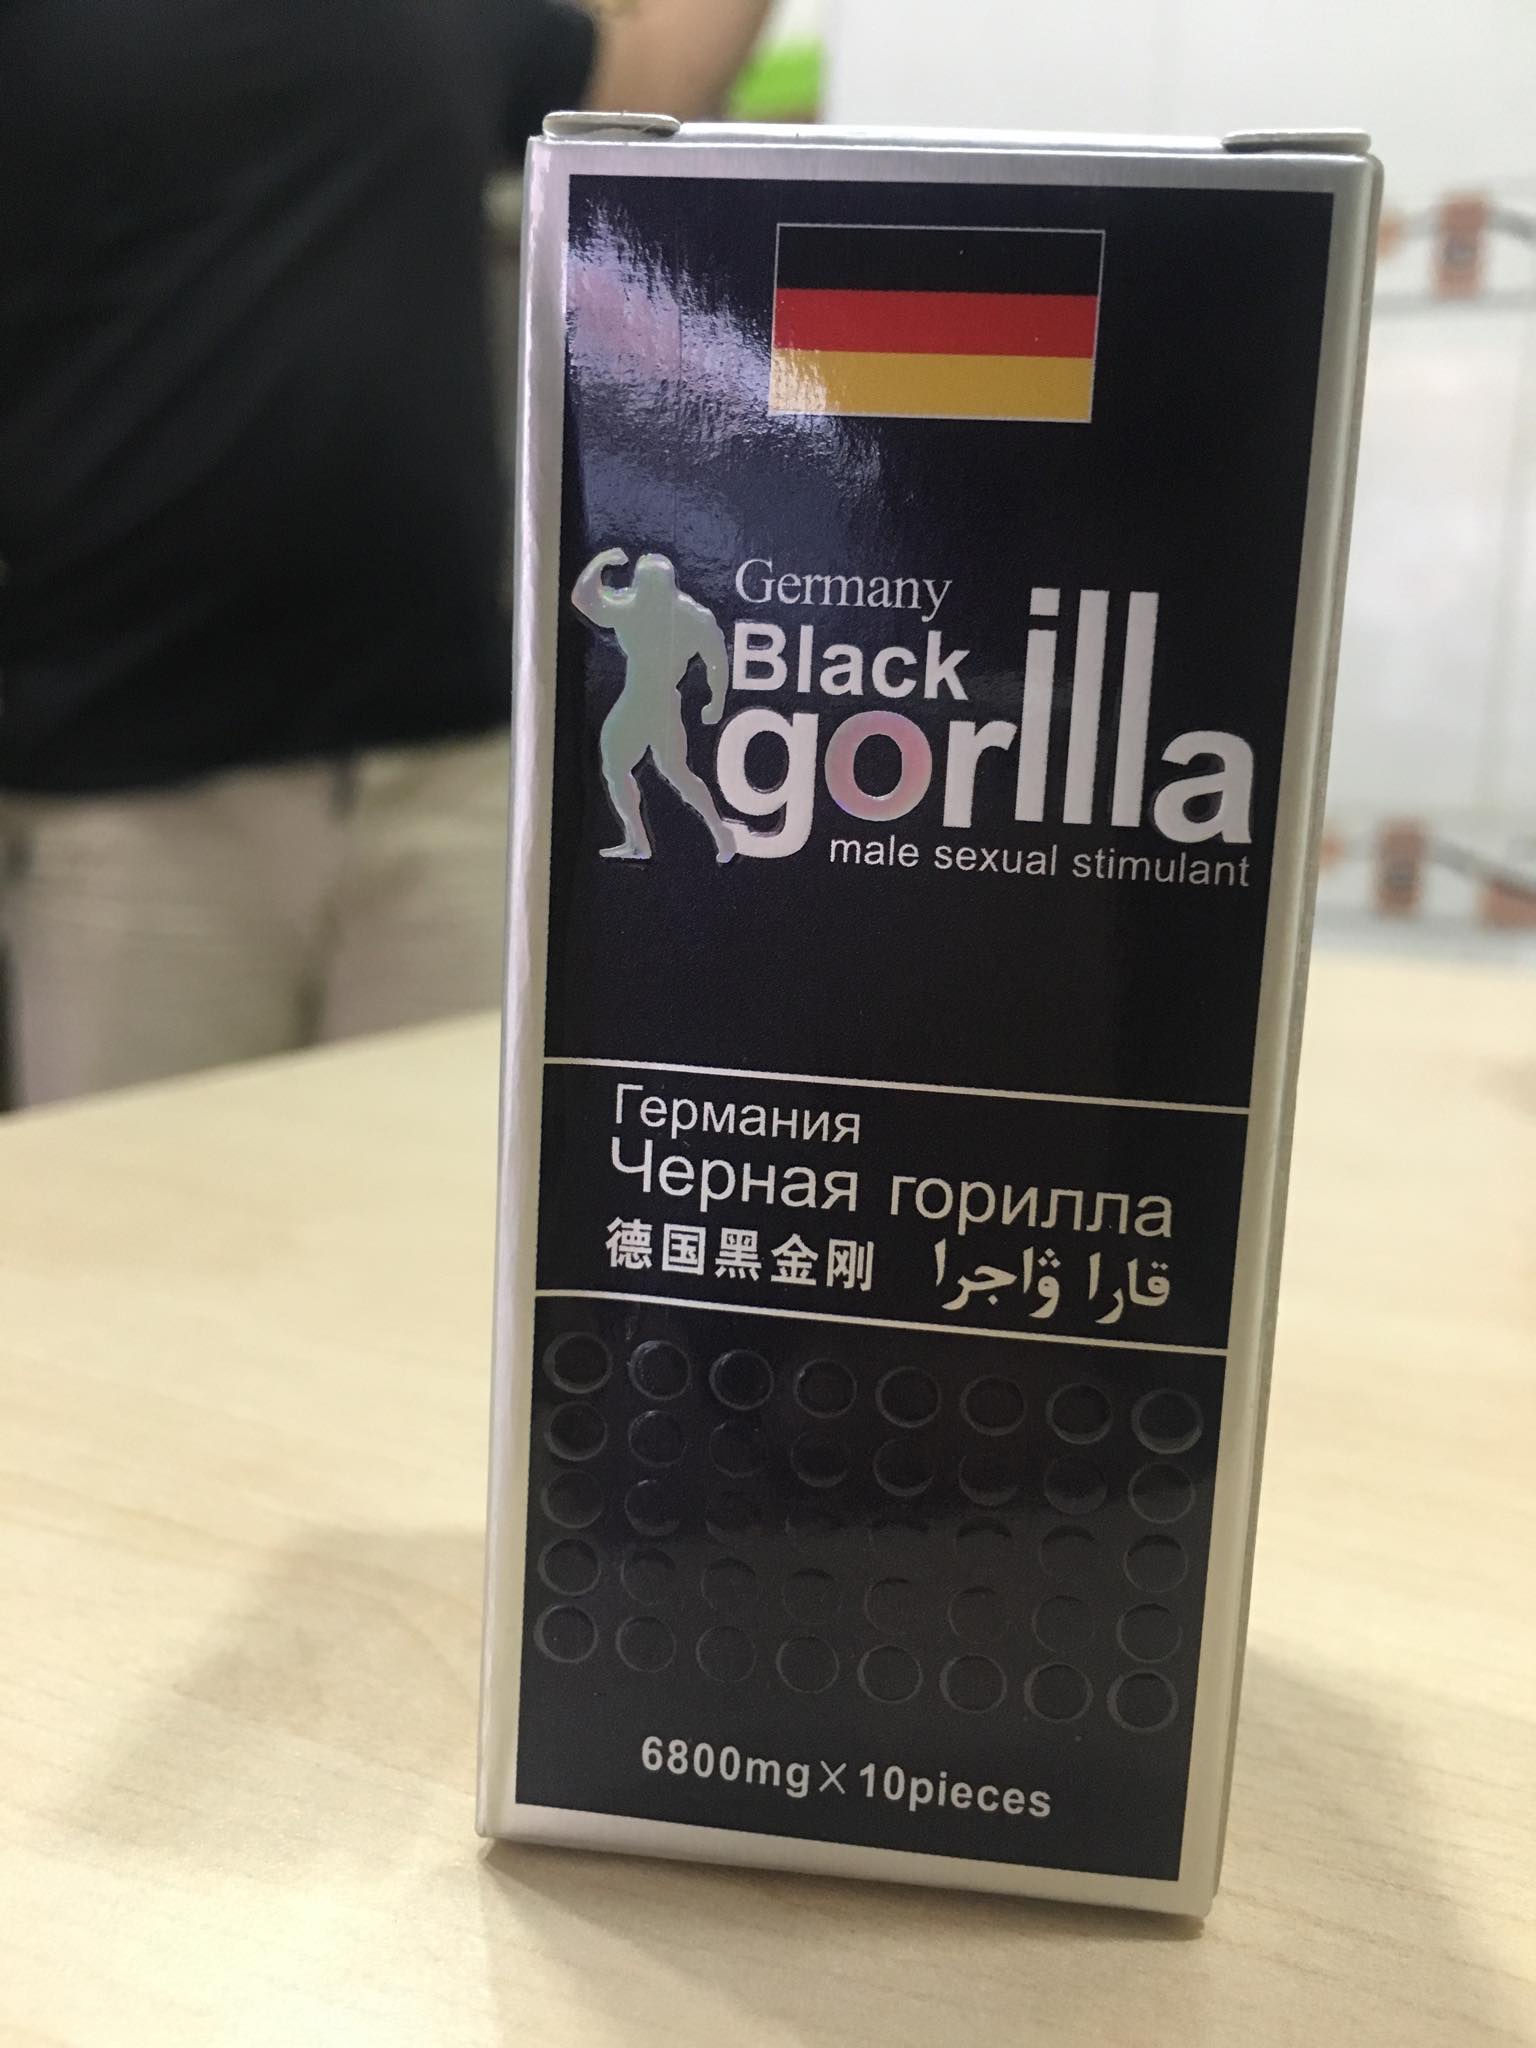 Germany
Black
gorilla
male sexual stimulant
Германия
Черная горилла
德国黑金刚 قارا ۋاجرا
6800mg×10pieces